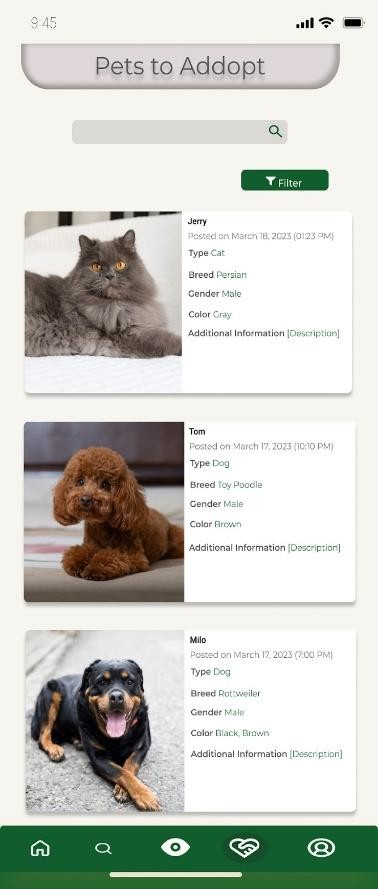 9:45
Pets to Addopt
Filter
Jerry
Posted on March 18, 2023 (01:23 PM)
Type Cat
Breed Persian
Gender Male
Color Gray
Additional Information [Description]
Tom
Posted on March 17, 2023 (10:10 PM)
Type Dog
Breed Toy Poodle
Gender Male
Color Brown
Additional Information [Description]
Milo
Posted on March 17, 2023 (7:00 PM)
Type Dog
Breed Rottweiler
Gender Male
Color Black, Brown
Additional Information [Description]